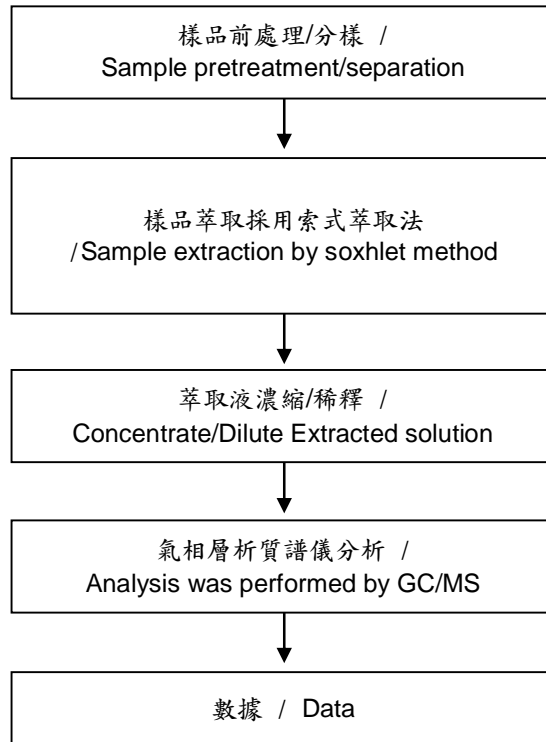 樣品前處理/分樣 /
Sample pretreatment/separation
樣品萃取採用索式萃取法
/Sample extraction by soxhlet method
萃取液濃縮/稀釋 /
Concentrate/Dilute Extracted solution
氣相層析質譜儀分析 /
Analysis was performed by GC/MS
數據 / Data